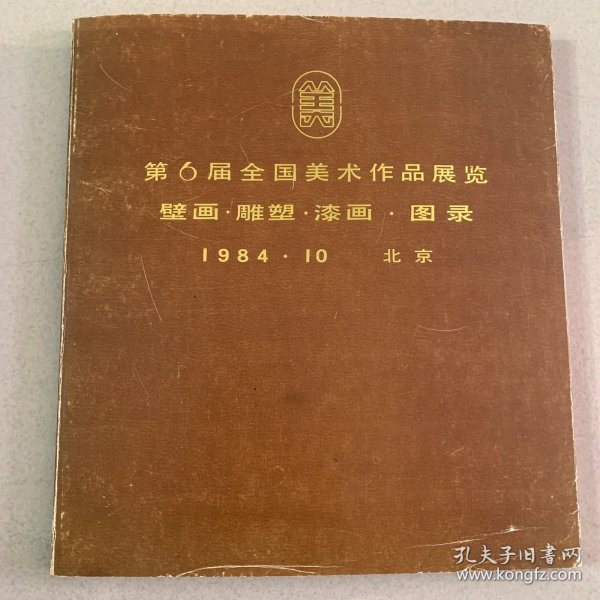 第6届全国美术作品展览
壁画·雕塑·漆画·图录
1984·10 北京
孔夫子旧书网
www.kongfz.com